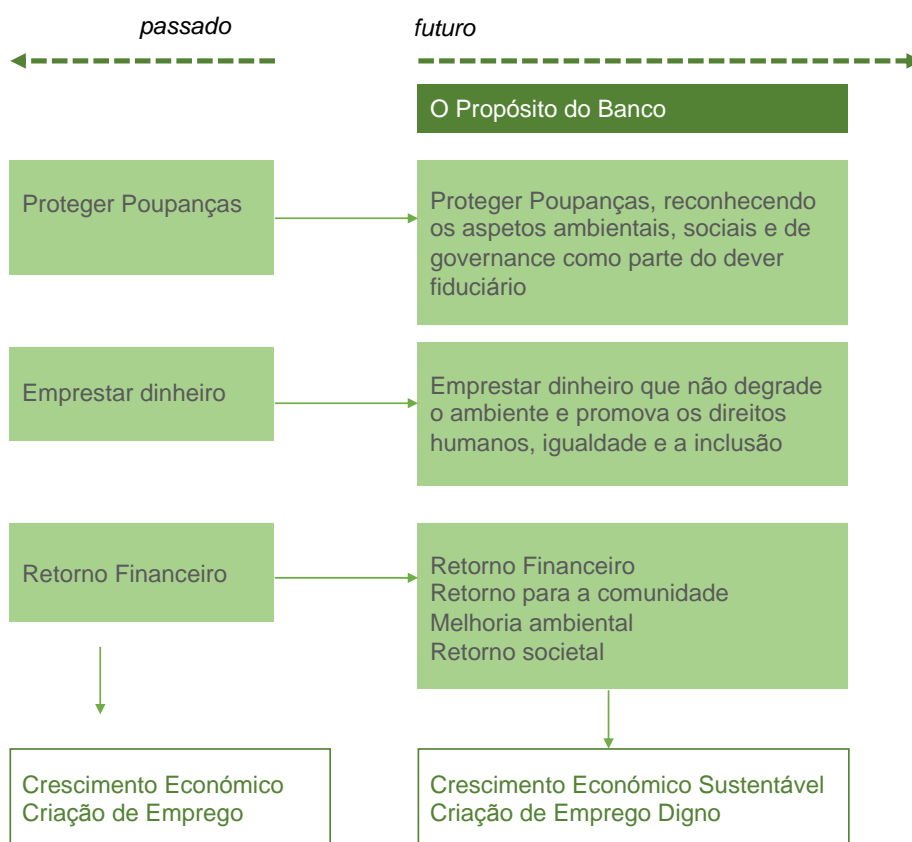 passado
futuro
O Propósito do Banco
Proteger Poupanças
Proteger Poupanças, reconhecendo
os aspetos ambientais, sociais e de
governance como parte do dever
fiduciário
Emprestar dinheiro
Emprestar dinheiro que não degrade
o ambiente e promova os direitos
humanos, igualdade e a inclusão
Retorno Financeiro
Retorno Financeiro
Retorno para a comunidade
Melhoria ambiental
Retorno societal
Crescimento Económico
Criação de Emprego
Crescimento Económico Sustentável
Criação de Emprego Digno